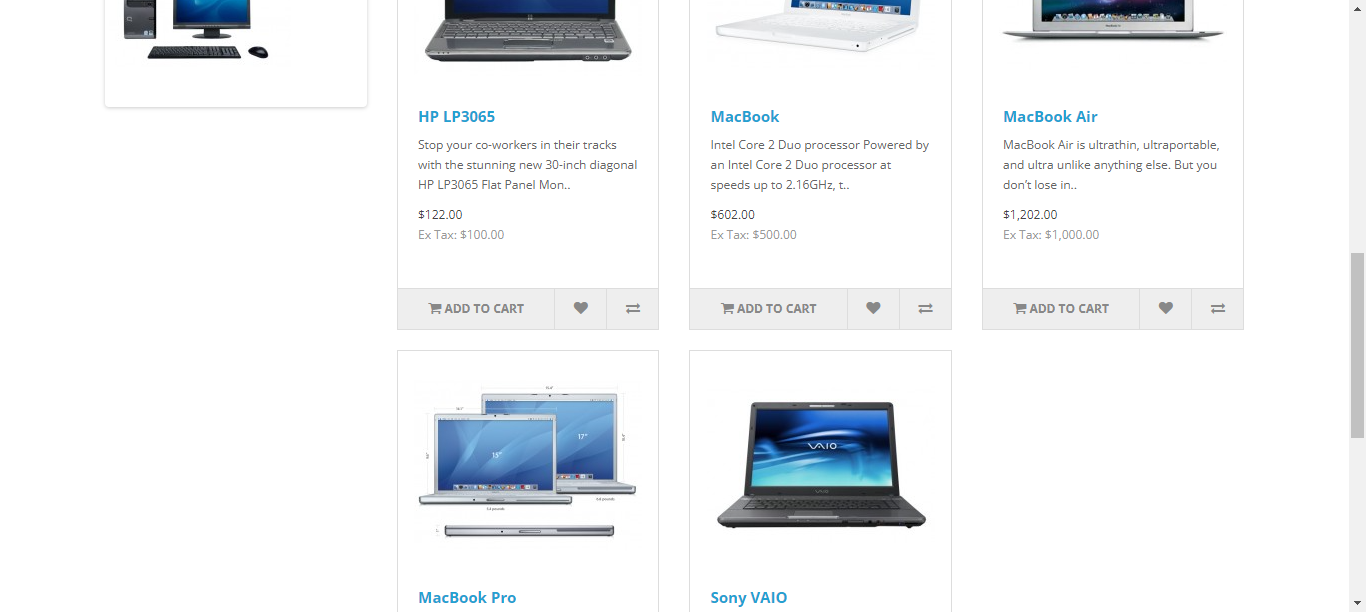 HP LP3065
Stop your co-workers in their tracks
with the stunning new 30-inch diagonal
HP LP3065 Flat Panel Mon..
$122.00
Ex Tax: $100.00
ADD TO CART
MacBook
Intel Core 2 Duo processor Powered by
an Intel Core 2 Duo processor at
speeds up to 2.16GHz, t..
$602.00
Ex Tax: $500.00
ADD TO CART
MacBook Air
MacBook Air is ultrathin, ultraportable,
and ultra unlike anything else. But you
don’t lose in..
$1,202.00
Ex Tax: $1,000.00
ADD TO CART
15"
17"
MacBook Pro
VAIO
VAIO
Sony VAIO